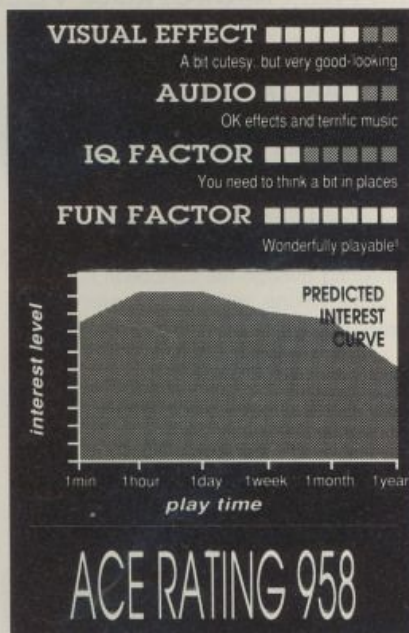 VISUAL EFFECT
A bit cutesy, but very good-looking
AUDIO
OK effects and terrific music
IQ FACTOR
You need to think a bit in places
FUN FACTOR
Wonderfully playable!
PREDICTED
INTEREST
CURVE
interest level
1min 1hour 1day 1week 1month 1year
play time
ACE RATING 958